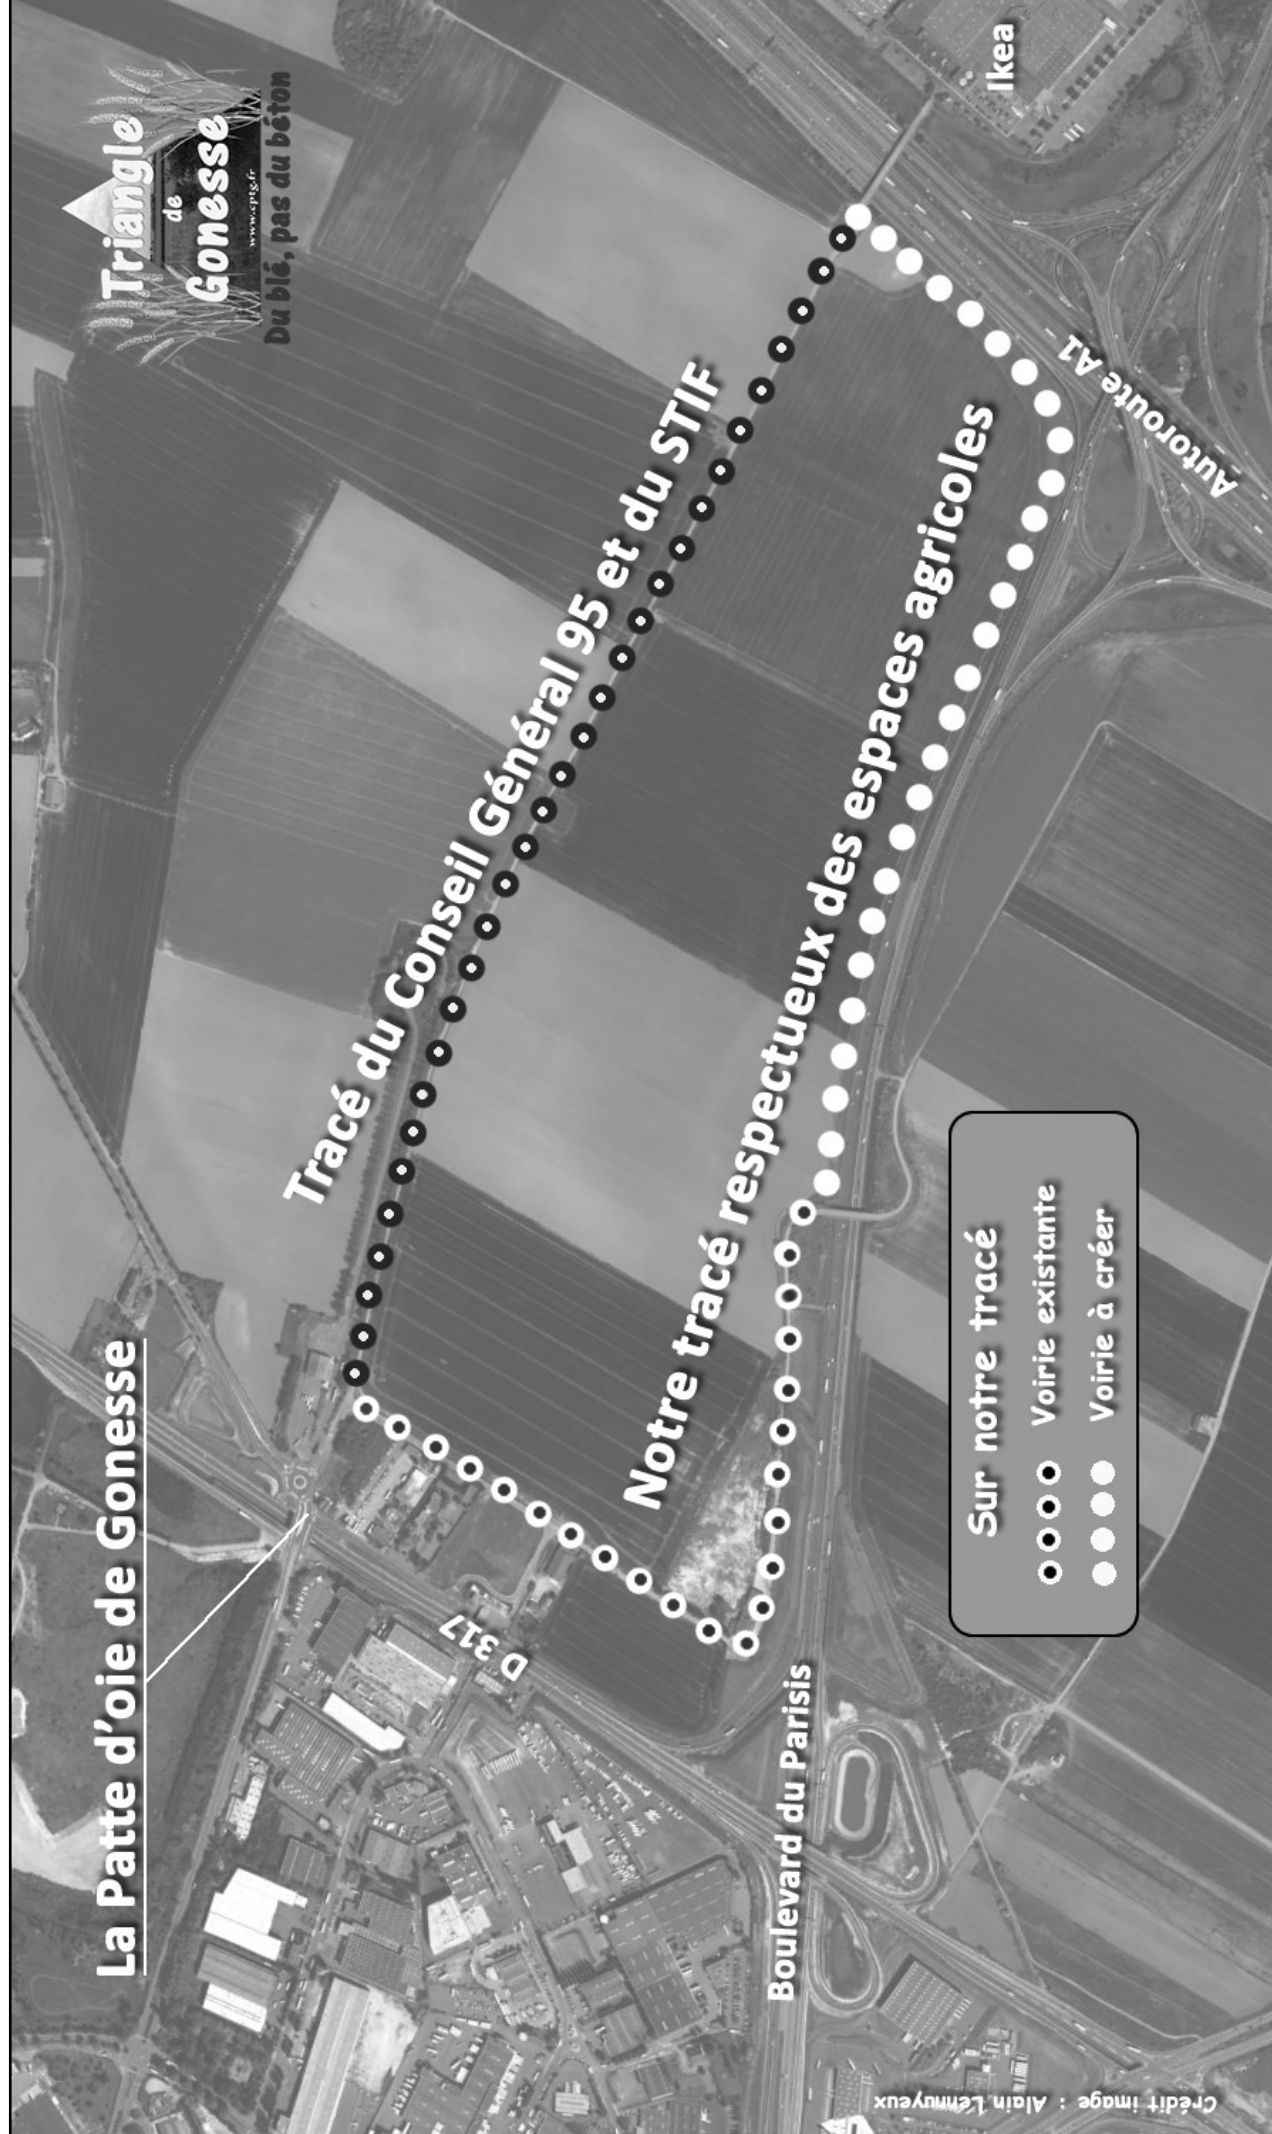 La Patte d'oie de Gonesse
Triangle
de
Gonesse
www.cptg.fr
Du blé, pas du béton
Tracé du Conseil Général 95 et du STIF
Notre tracé respectueux des espaces agricoles
Ikea
Autoroute A1
D 317
Boulevard du Parisis
Sur notre tracé
Voirie existante
Voirie à créer
Crédit image : Alain Lennuyeux